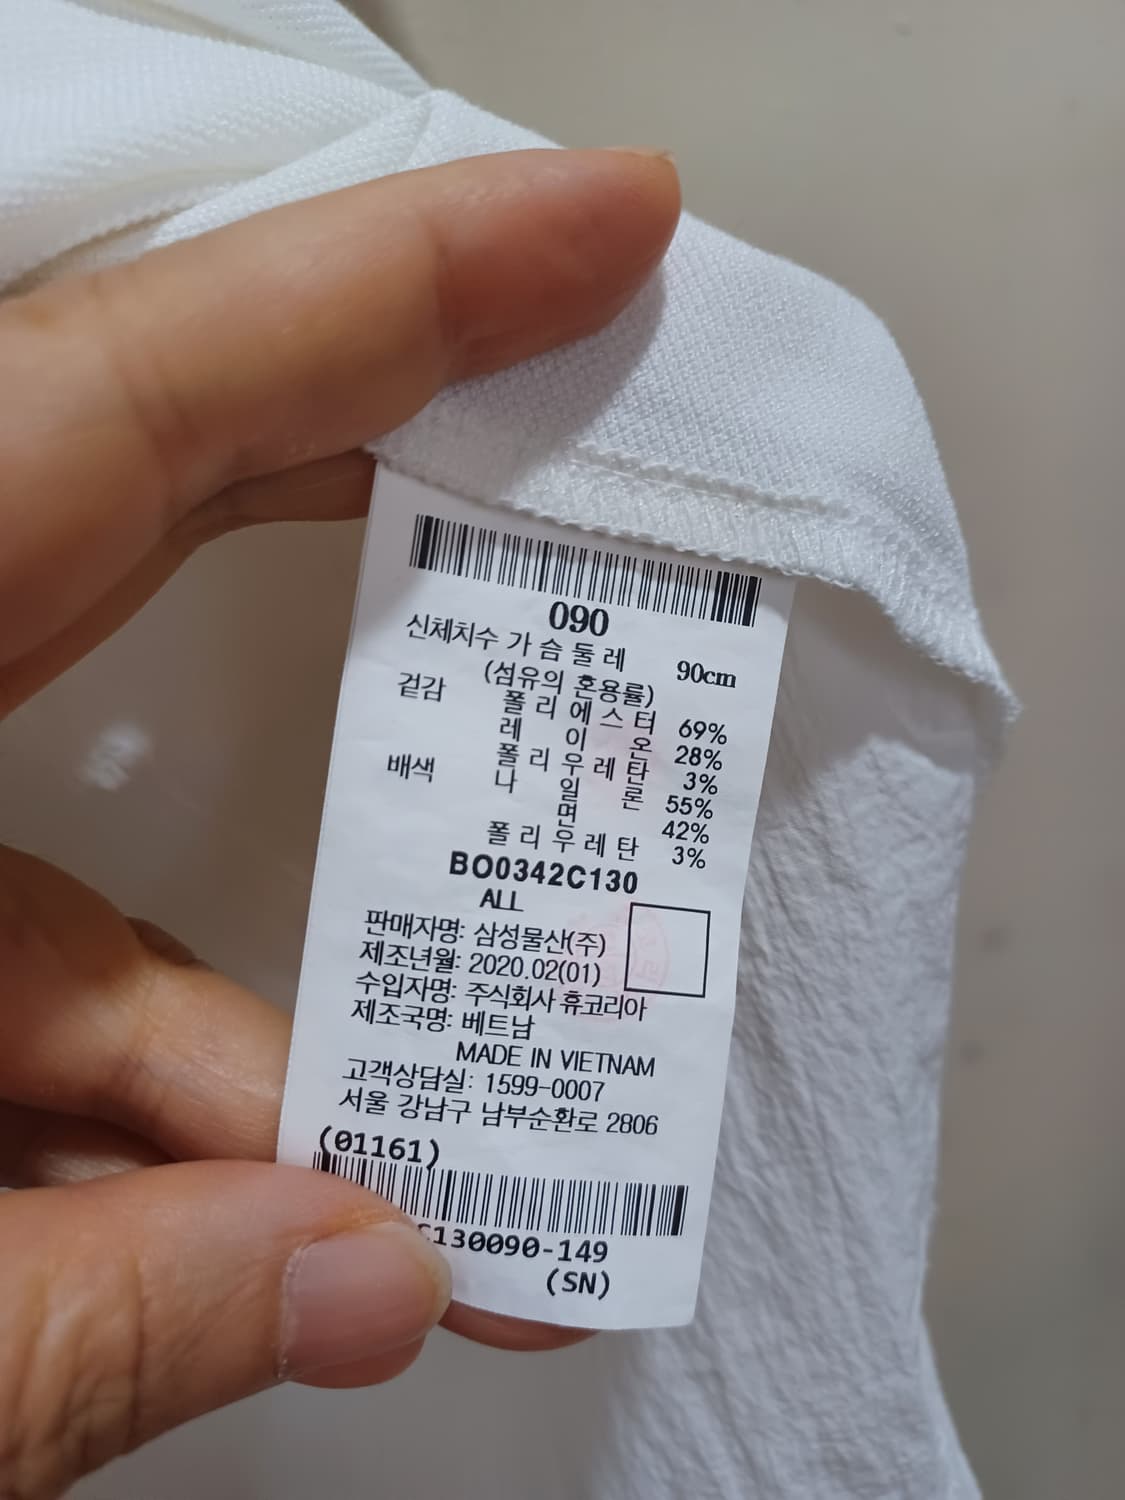 090
신체치수 가슴둘레 90cm
(섬유의 혼용률)
겉감 폴리에스터 69%
레이온 28%
폴리우레탄 3%
배색 나일론 55%
면 42%
폴리우레탄 3%
BO0342C130
ALL
판매자명: 삼성물산(주)
제조년월: 2020.02(01)
수입자명: 주식회사 휴코리아
제조국명: 베트남
MADE IN VIETNAM
고객상담실: 1599-0007
서울 강남구 남부순환로 2806
(01161)
C130090-149
(SN)